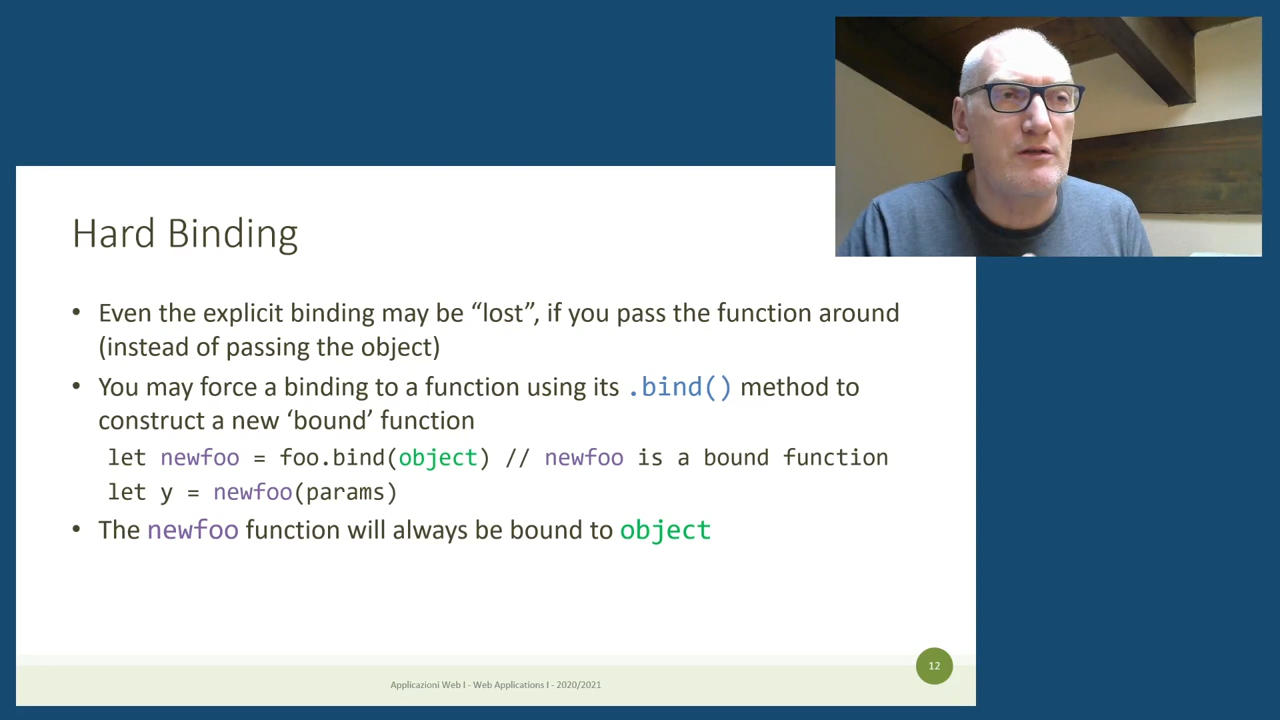 Hard Binding
• Even the explicit binding may be “lost”, if you pass the function around
(instead of passing the object)
• You may force a binding to a function using its .bind() method to
construct a new ‘bound’ function
let newfoo = foo.bind(object) // newfoo is a bound function
let y = newfoo(params)
• The newfoo function will always be bound to object
12
Applicazioni Web I - Web Applications I - 2020/2021